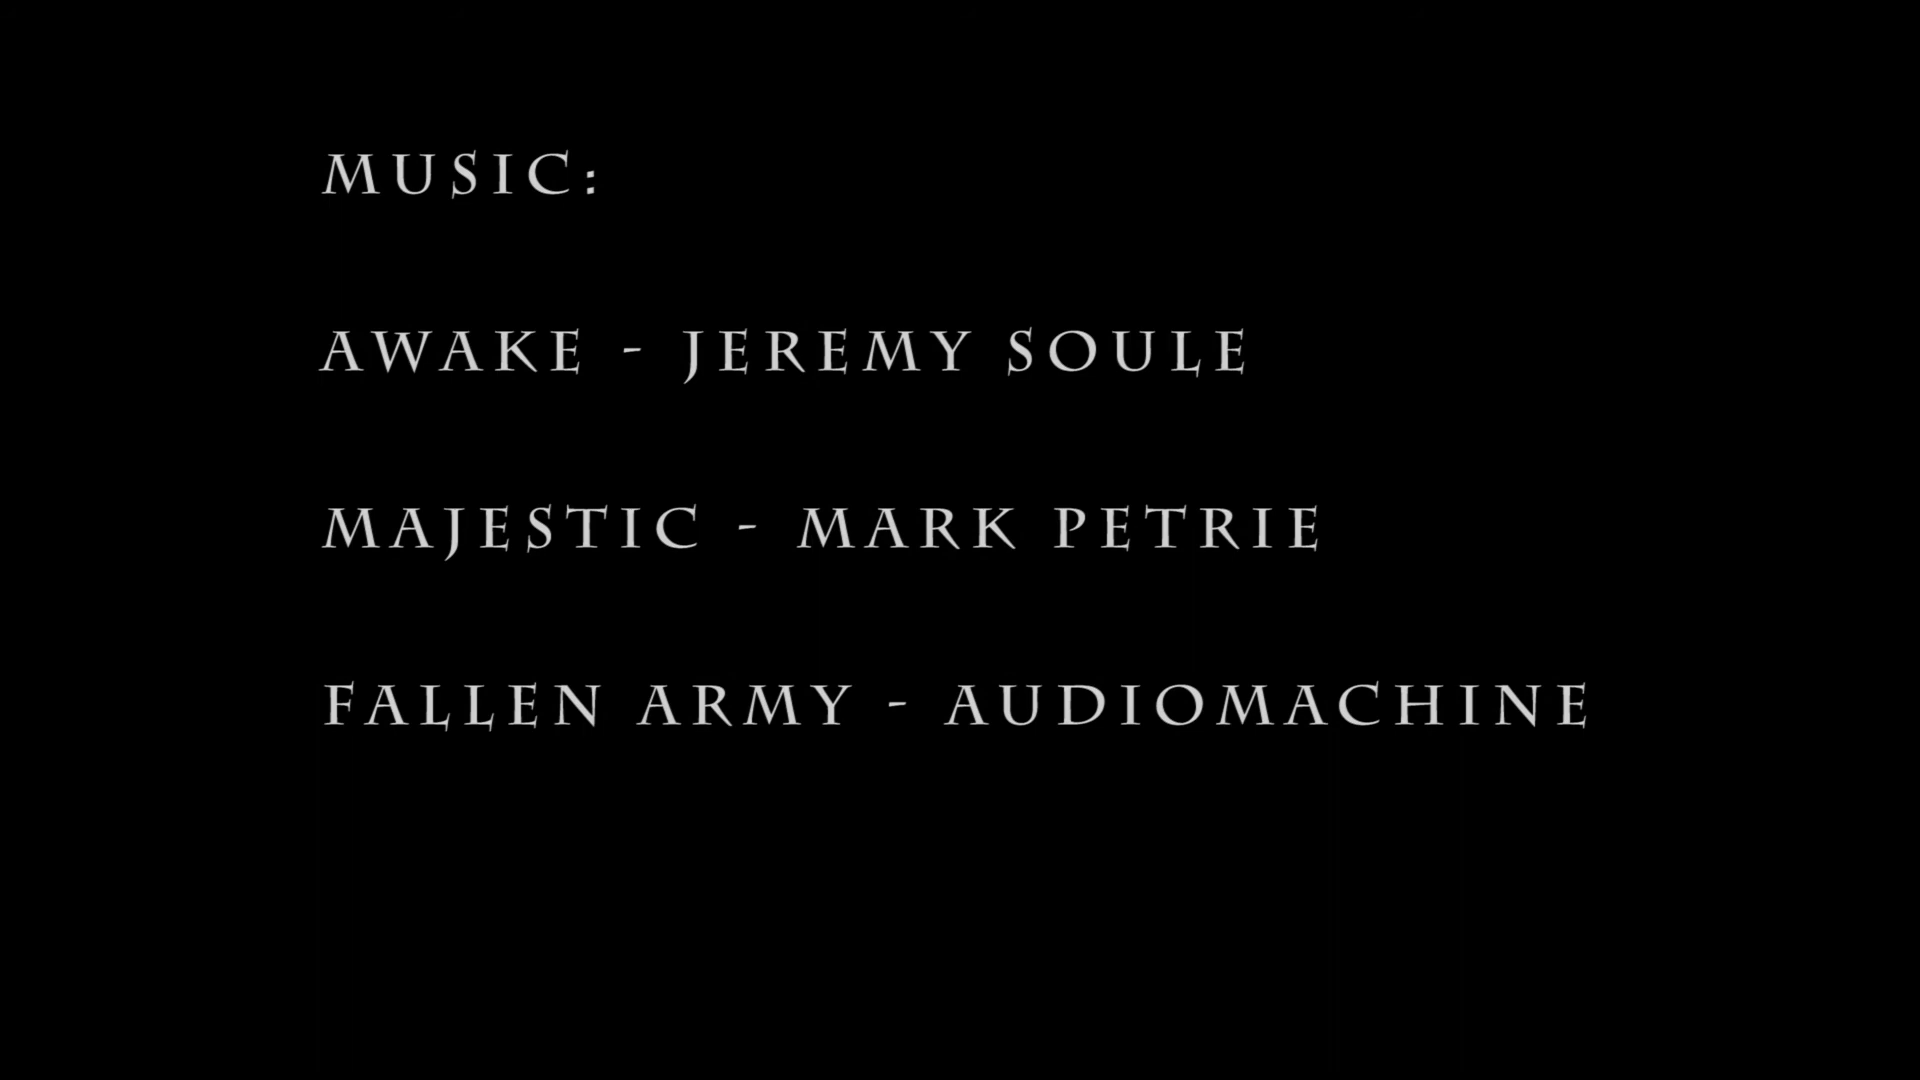 MUSIC:
AWAKE - JEREMY SOULE
MAJESTIC - MARK PETRIE
FALLEN ARMY - AUDIOMACHINE